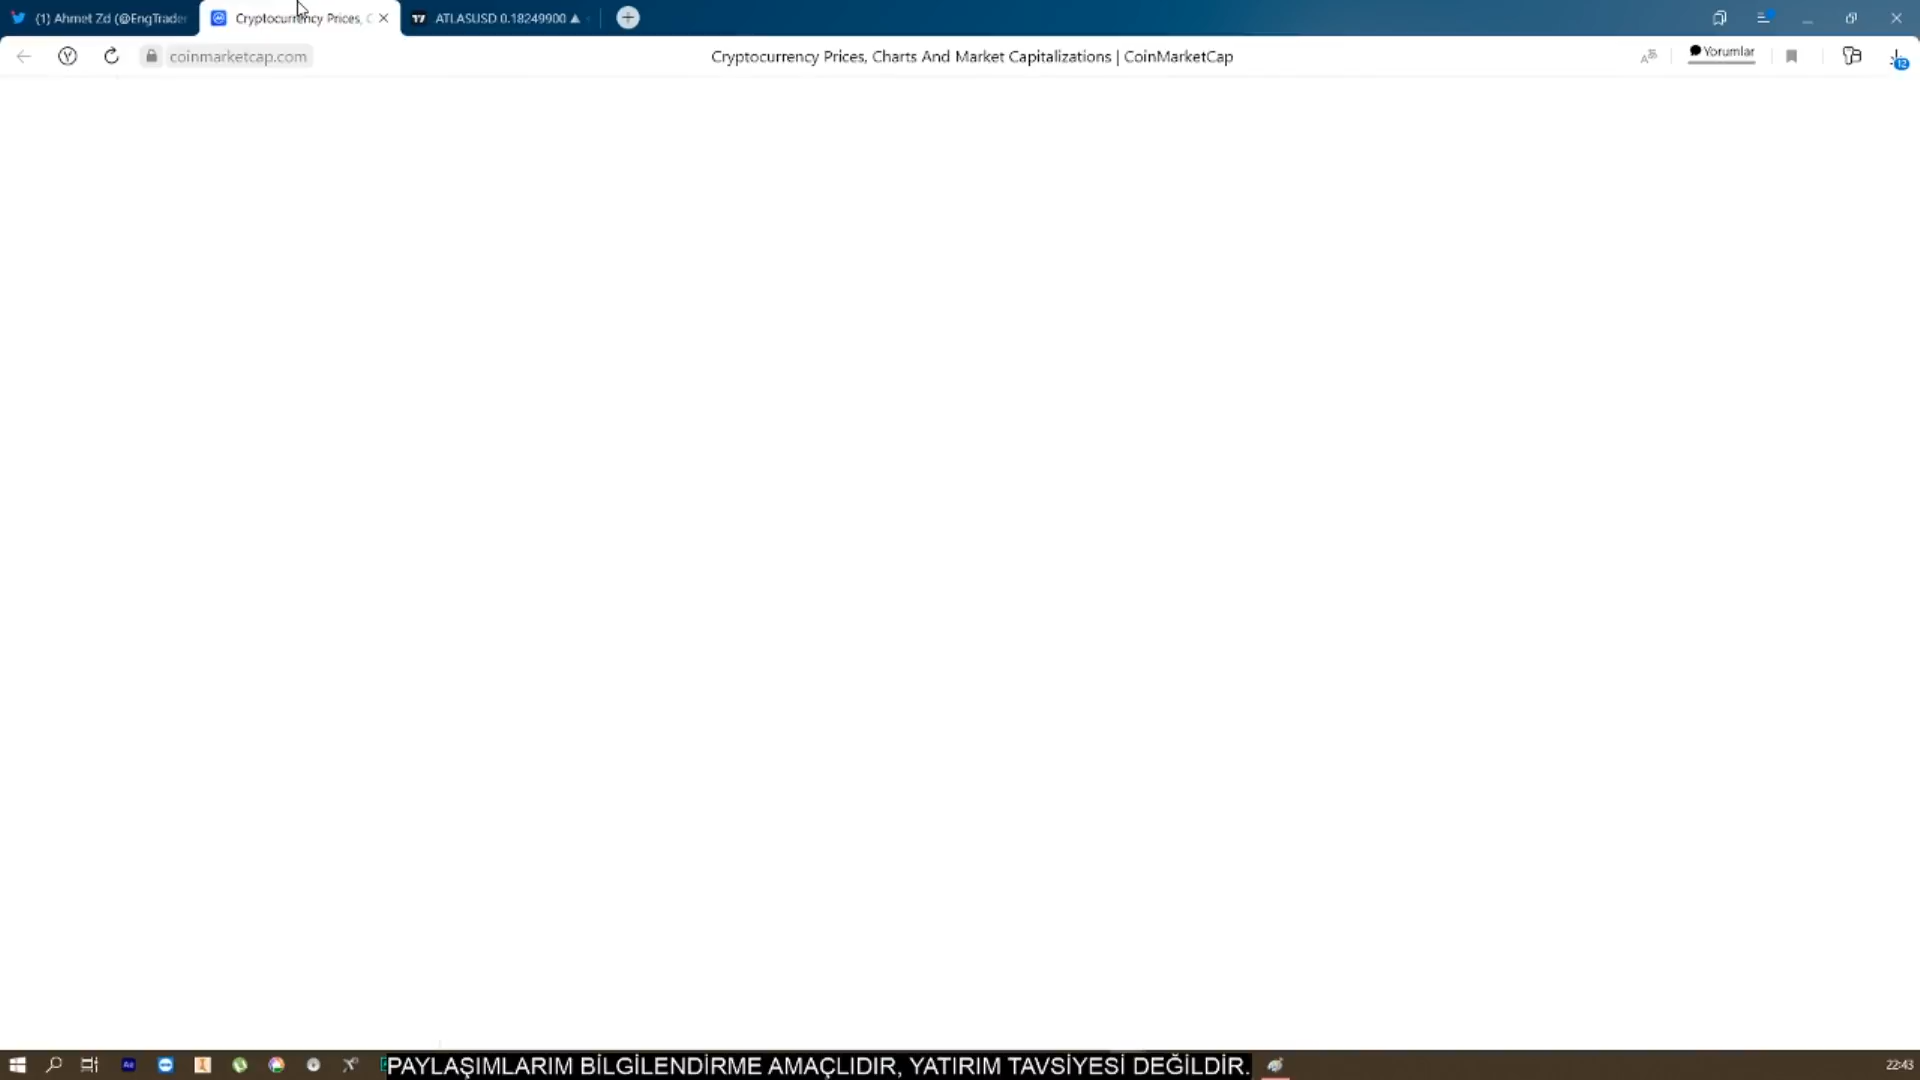 (1) Ahmet Zd (@EngTrader
Cryptocurrency Prices, C
ATLASUSD 0.18249900 ▲
coinmarketcap.com
Cryptocurrency Prices, Charts And Market Capitalizations | CoinMarketCap
Yorumlar
12
PAYLAŞIMLARIM BİLGİLENDİRME AMAÇLIDIR, YATIRIM TAVSİYESİ DEĞİLDİR.
22:43